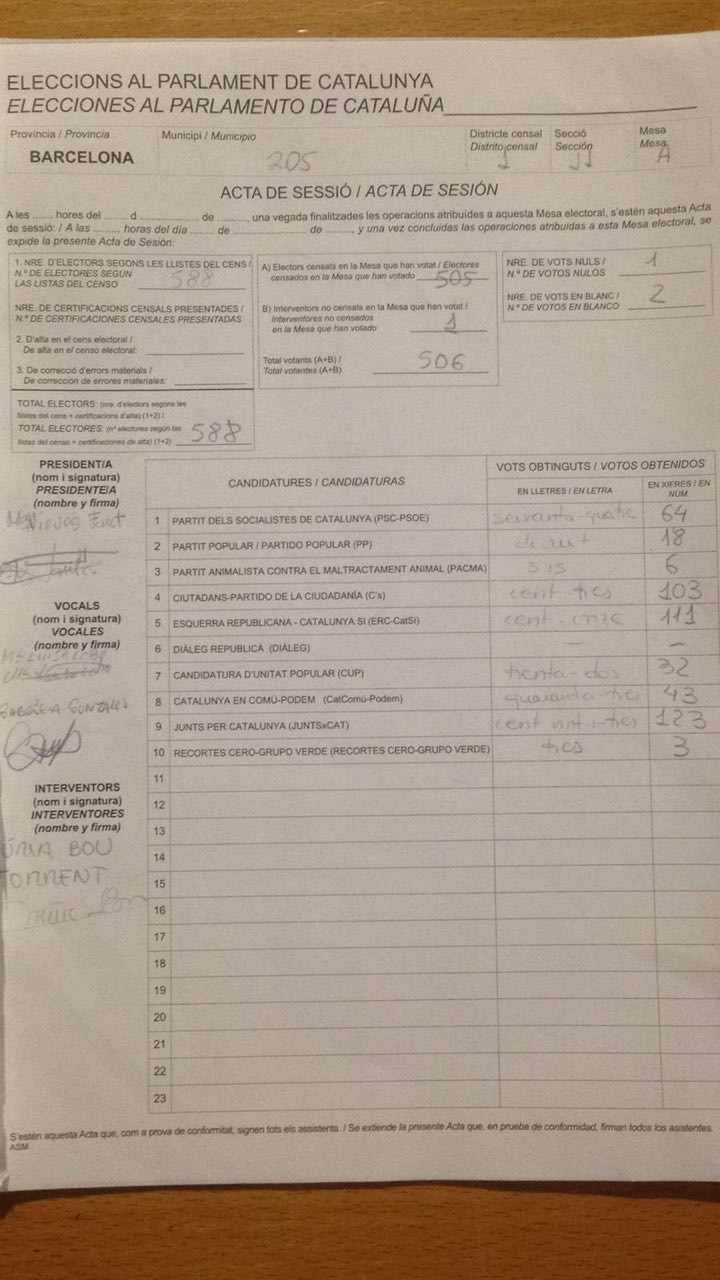 ELECCIONS AL PARLAMENT DE CATALUNYA
ELECCIONES AL PARLAMENTO DE CATALUÑA
Província / Provincia
BARCELONA
Municipi / Municipio
205
Districte censal
Distrito censal
1
Secció
Sección
11
Mesa
Mesa
A
ACTA DE SESSIÓ / ACTA DE SESIÓN
A les ....... hores del ....... d ............... de ........, una vegada finalitzades les operacions atribuïdes a aquesta Mesa electoral, s'estén aquesta Acta
de sessió: / A las ........ horas del día ....... de ................... de ......., y una vez concluidas las operaciones atribuidas a esta Mesa electoral, se
expide la presente Acta de Sesión:
1. NRE. D'ELECTORS SEGONS LES LLISTES DEL CENS /
N.º DE ELECTORES SEGÚN
LAS LISTAS DEL CENSO 588
NRE. DE CERTIFICACIONS CENSALS PRESENTADES /
N.º DE CERTIFICACIONES CENSALES PRESENTADAS
2. D'alta en el cens electoral /
De alta en el censo electoral:
3. De correcció d'errors materials /
De corrección de errores materiales:
TOTAL ELECTORS: (nre. d'electors segons les
llistes del cens + certificacions d'alta) (1+2) /
TOTAL ELECTORES: (nº electores según las
listas del censo + certificaciones de alta) (1+2) 588
A) Electors censats en la Mesa que han votat / Electores
censados en la Mesa que han votado 505
B) Interventors no censats en la Mesa que han votat /
Interventores no censados
en la Mesa que han votado 1
Total votants (A+B) /
Total votantes (A+B) 506
NRE. DE VOTS NULS /
N.º DE VOTOS NULOS 1
NRE. DE VOTS EN BLANC /
N.º DE VOTOS EN BLANCO 2
PRESIDENT/A
(nom i signatura)
PRESIDENTE/A
(nombre y firma)
VOCALS
(nom i signatura)
VOCALES
(nombre y firma)
GONZALES
INTERVENTORS
(nom i signatura)
INTERVENTORES
(nombre y firma)
BOU
TORRENT
CANDIDATURES / CANDIDATURAS
VOTS OBTINGUTS / VOTOS OBTENIDOS
EN LLETRES / EN LETRA
EN XIFRES / EN NUM
1 PARTIT DELS SOCIALISTES DE CATALUNYA (PSC-PSOE) seixanta-quatre 64
2 PARTIT POPULAR / PARTIDO POPULAR (PP) divuit 18
3 PARTIT ANIMALISTA CONTRA EL MALTRACTAMENT ANIMAL (PACMA) sis 6
4 CIUTADANS-PARTIDO DE LA CIUDADANÍA (C's) cent-tres 103
5 ESQUERRA REPUBLICANA - CATALUNYA SI (ERC-CatSí) cent-onze 111
6 DIÀLEG REPUBLICÀ (DIÀLEG) — —
7 CANDIDATURA D'UNITAT POPULAR (CUP) trenta-dos 32
8 CATALUNYA EN COMÚ-PODEM (CatComú-Podem) quaranta-tres 43
9 JUNTS PER CATALUNYA (JUNTSxCAT) cent vint-i-tres 123
10 RECORTES CERO-GRUPO VERDE (RECORTES CERO-GRUPO VERDE) tres 3
11
12
13
14
15
16
17
18
19
20
21
22
23
S'estén aquesta Acta que, com a prova de conformitat, signen tots els assistents. / Se extiende la presente Acta que, en prueba de conformidad, firman todos los asistentes.
ASM